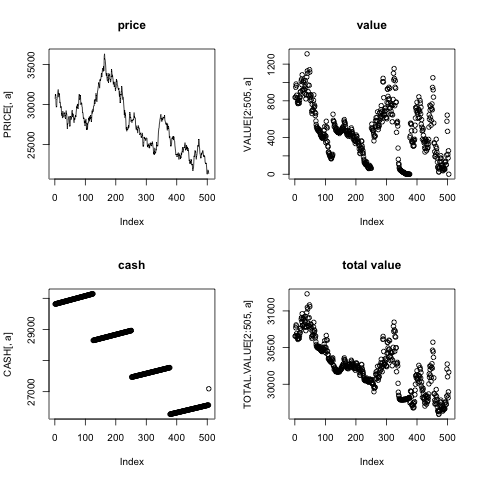 price
PRICE[, a]
35000
30000
25000
0 100 200 300 400 500
Index
value
VALUE[2:505, a]
1200
800
400
0
0 100 200 300 400 500
Index
cash
CASH[, a]
29000
27000
0 100 200 300 400 500
Index
total value
TOTAL.VALUE[2:505, a]
31000
30500
30000
0 100 200 300 400 500
Index